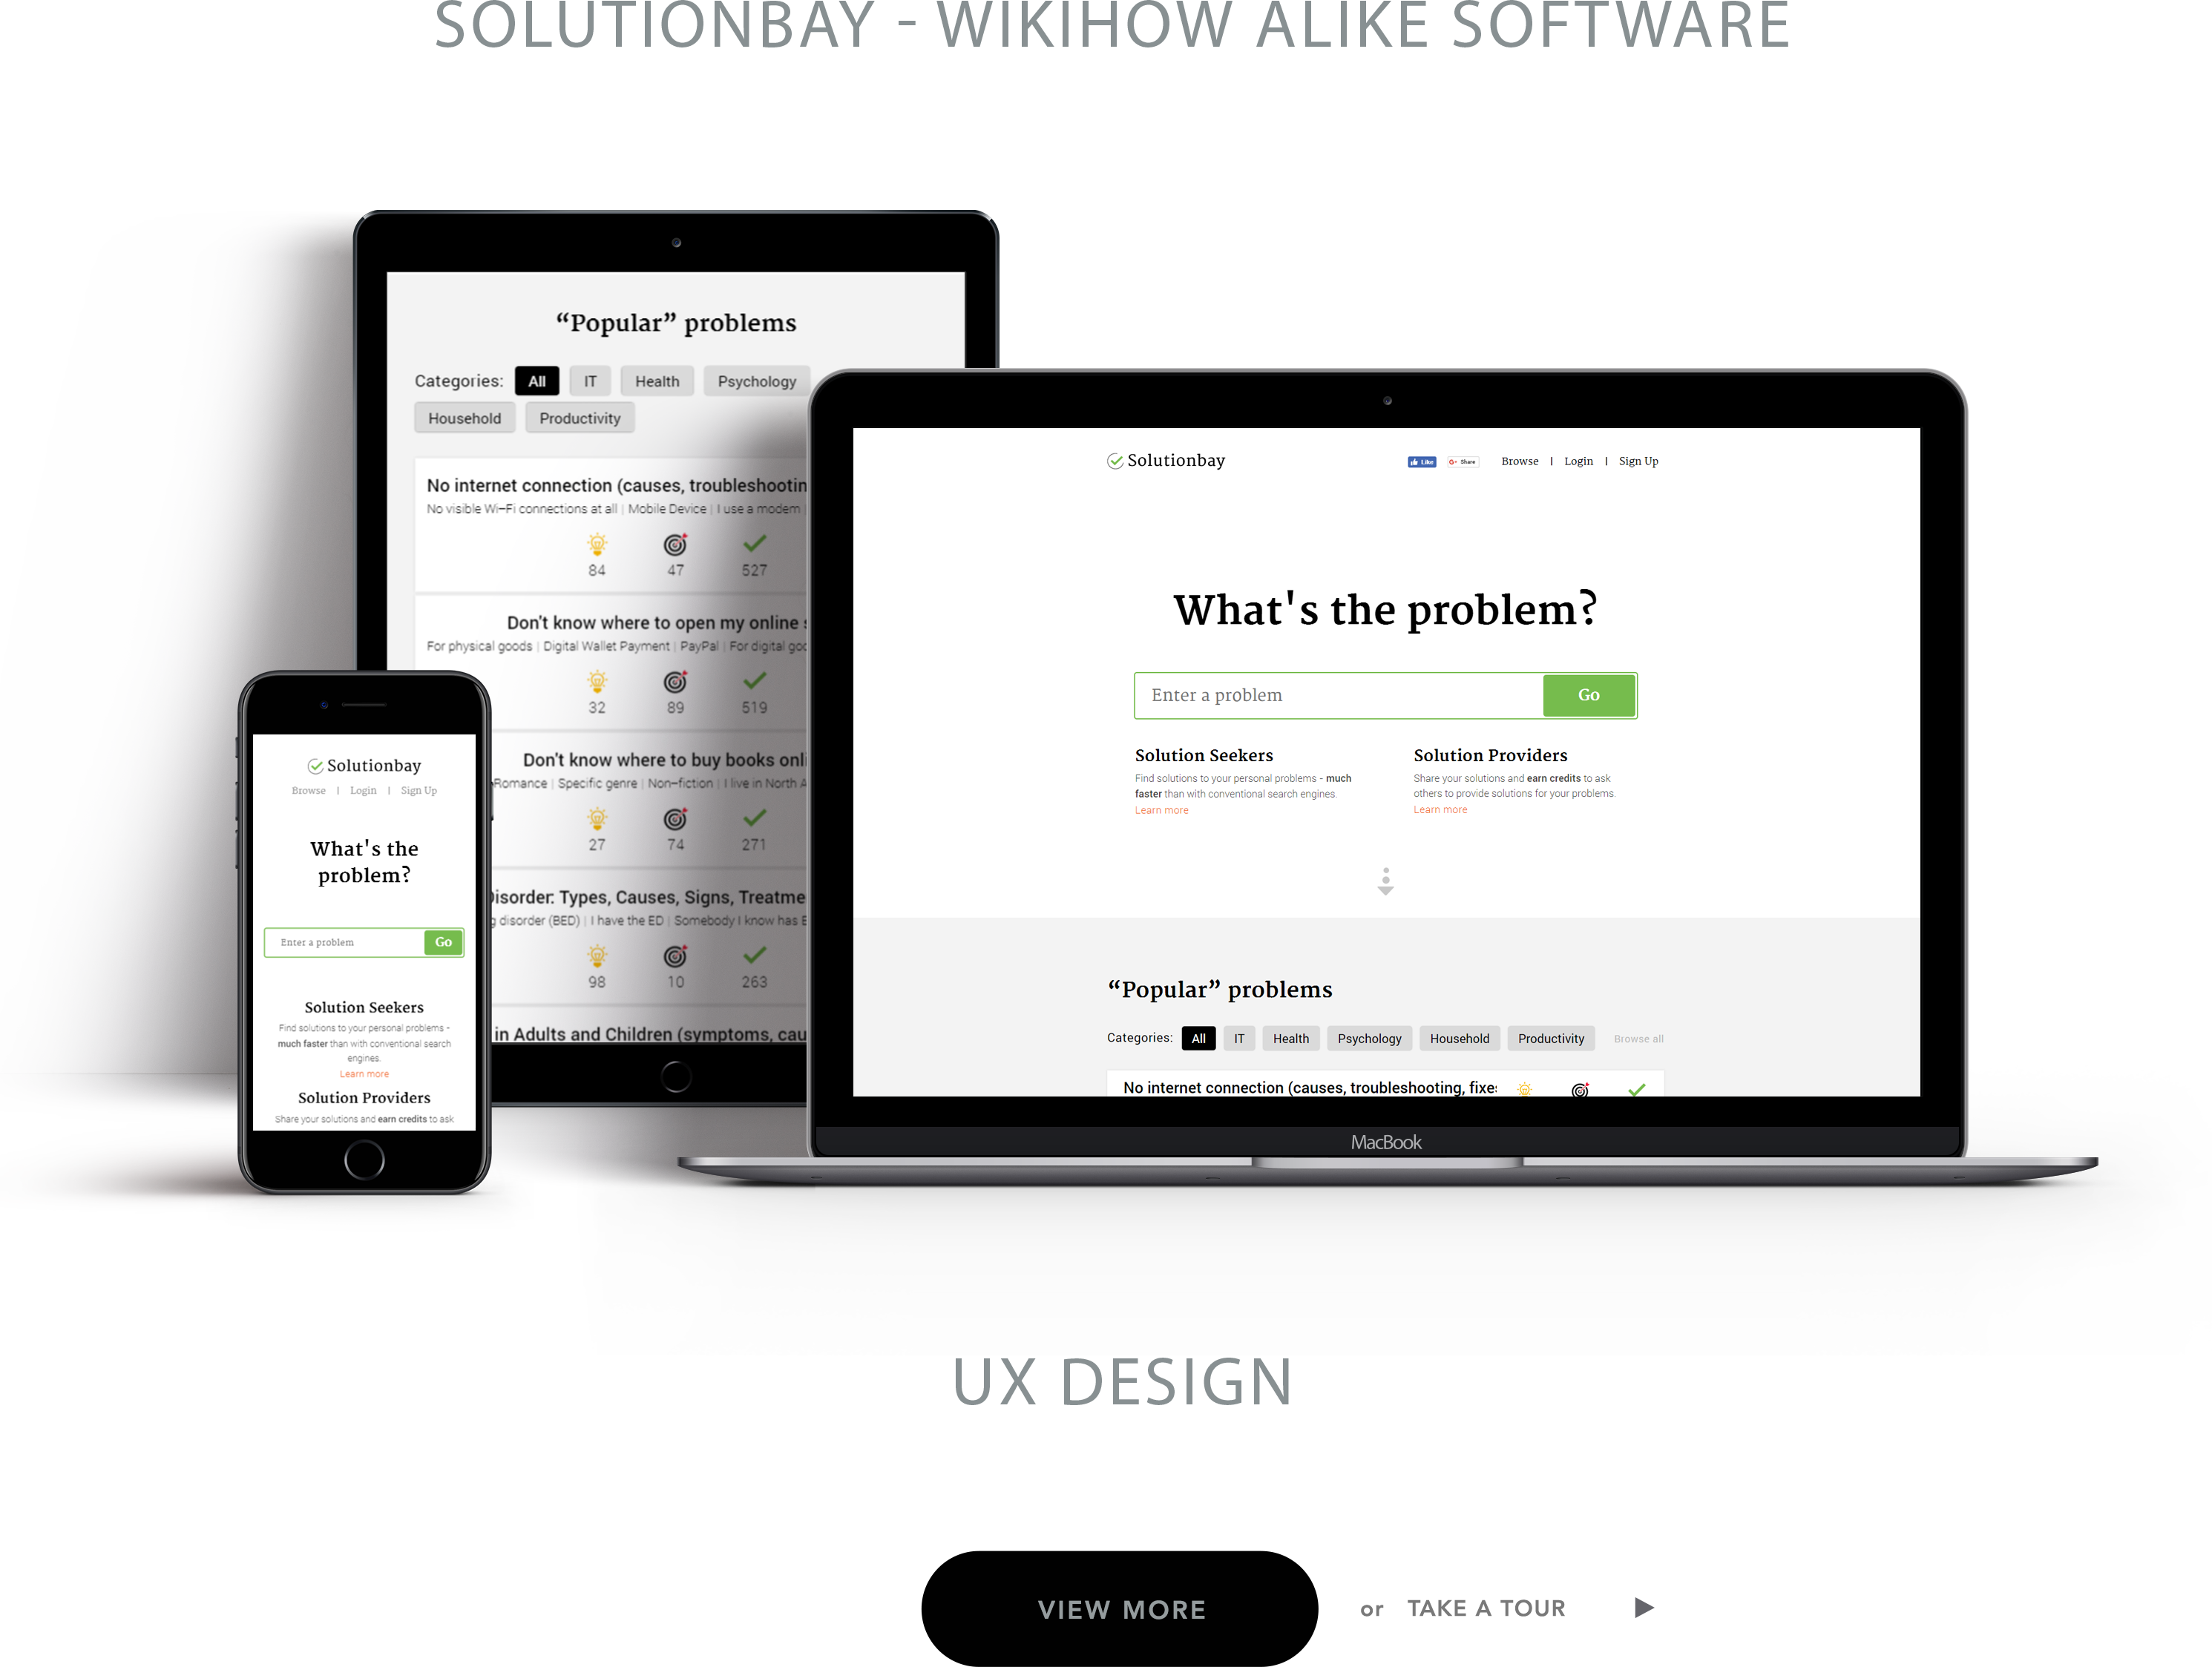 SOLUTIONBAY - WIKIHOW ALIKE SOFTWARE
“Popular” problems
Categories: All IT Health Psychology
Household Productivity
No internet connection (causes, troubleshootin
No visible Wi-Fi connections at all | Mobile Device | I use a modem |
84 47 527
Don't know where to open my online s
For physical goods | Digital Wallet Payment | PayPal | For digital goo
32 89 519
Don't know where to buy books onli
Romance | Specific genre | Non-fiction | I live in North A
27 74 271
isorder: Types, Causes, Signs, Treatme
g disorder (BED) | I have the ED | Somebody I know has E
98 10 263
in Adults and Children (symptoms, cau
Solutionbay
Browse | Login | Sign Up
What's the
problem?
Enter a problem Go
Solution Seekers
Find solutions to your personal problems -
much faster than with conventional search
engines.
Learn more
Solution Providers
Share your solutions and earn credits to ask
Solutionbay Like G+ Share Browse | Login | Sign Up
What's the problem?
Enter a problem Go
Solution Seekers
Find solutions to your personal problems - much
faster than with conventional search engines.
Learn more
Solution Providers
Share your solutions and earn credits to ask
others to provide solutions for your problems.
Learn more
“Popular” problems
Categories: All IT Health Psychology Household Productivity Browse all
No internet connection (causes, troubleshooting, fixes
MacBook
UX DESIGN
VIEW MORE or TAKE A TOUR